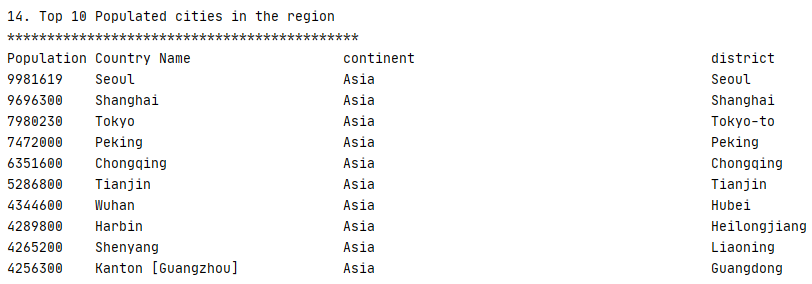 14. Top 10 Populated cities in the region
********************************************
Population Country Name                   continent                                     district
9981619    Seoul                          Asia                                          Seoul
9696300    Shanghai                       Asia                                          Shanghai
7980230    Tokyo                          Asia                                          Tokyo-to
7472000    Peking                         Asia                                          Peking
6351600    Chongqing                      Asia                                          Chongqing
5286800    Tianjin                        Asia                                          Tianjin
4344600    Wuhan                          Asia                                          Hubei
4289800    Harbin                         Asia                                          Heilongjiang
4265200    Shenyang                       Asia                                          Liaoning
4256300    Kanton [Guangzhou]             Asia                                          Guangdong